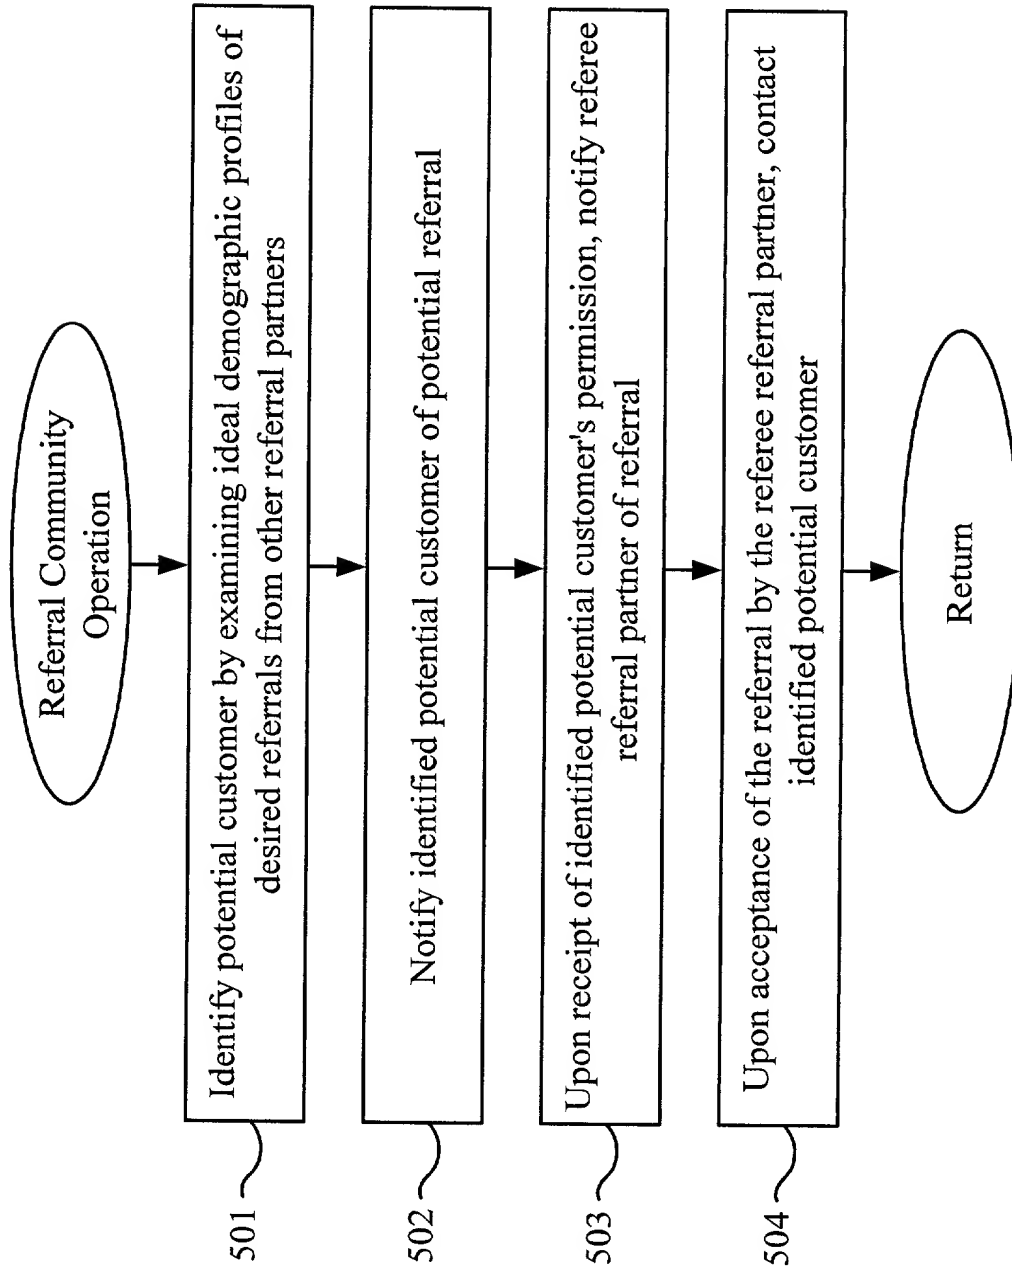 Referral Community
Operation
501
Identify potential customer by examining ideal demographic profiles of
desired referrals from other referral partners
502
Notify identified potential customer of potential referral
503
Upon receipt of identified potential customer's permission, notify referee
referral partner of referral
504
Upon acceptance of the referral by the referee referral partner, contact
identified potential customer
Return